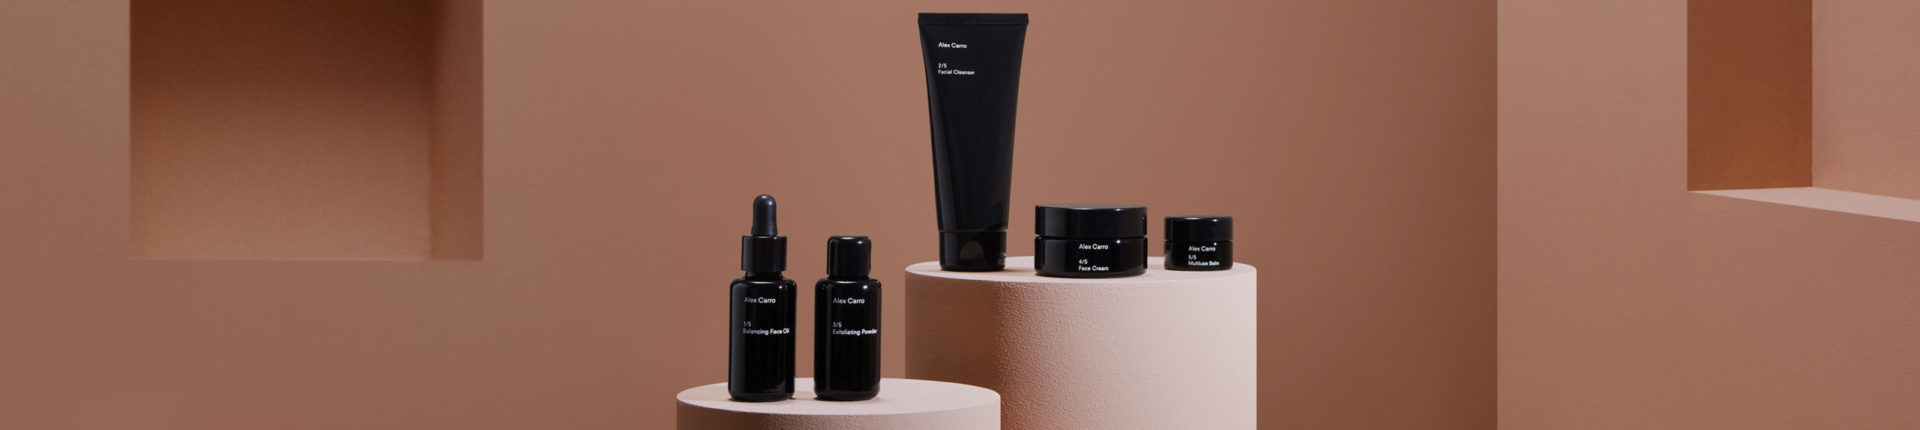 Alex Carro
2/5
Facial Cleanser
Alex Carro
4/5
Face Cream
Alex Carro
5/5
Multiuse Balm
Alex Carro
1/5
Balancing Face Oil
Alex Carro
3/5
Exfoliating Powder